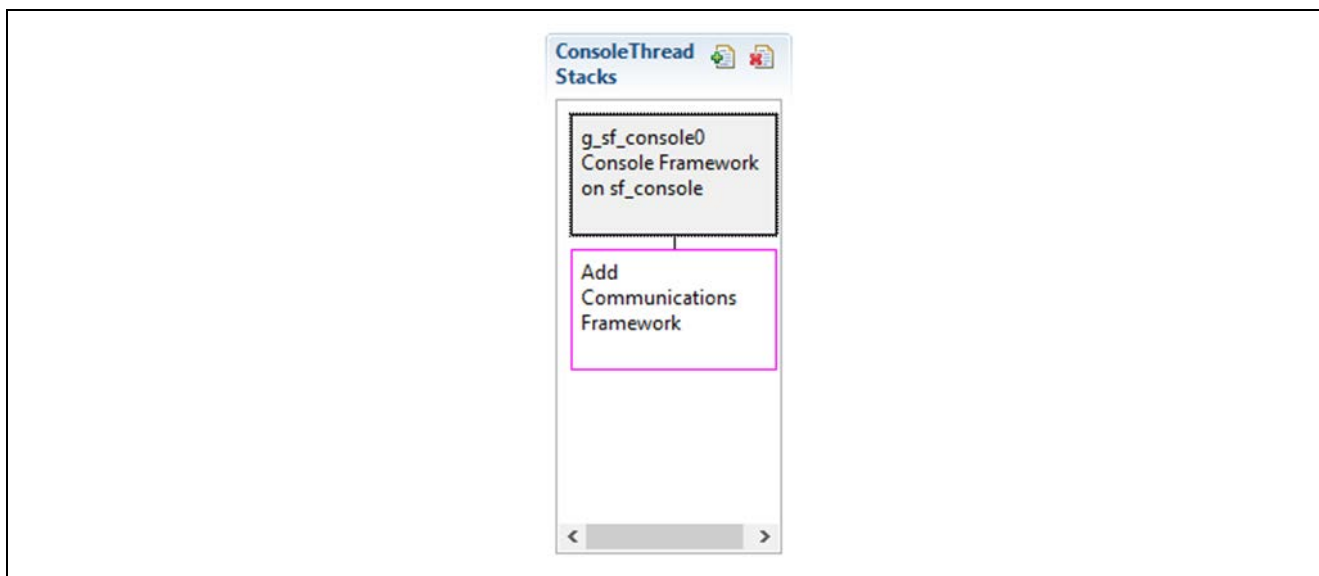 ConsoleThread
Stacks
g_sf_console0
Console Framework
on sf_console
Add
Communications
Framework